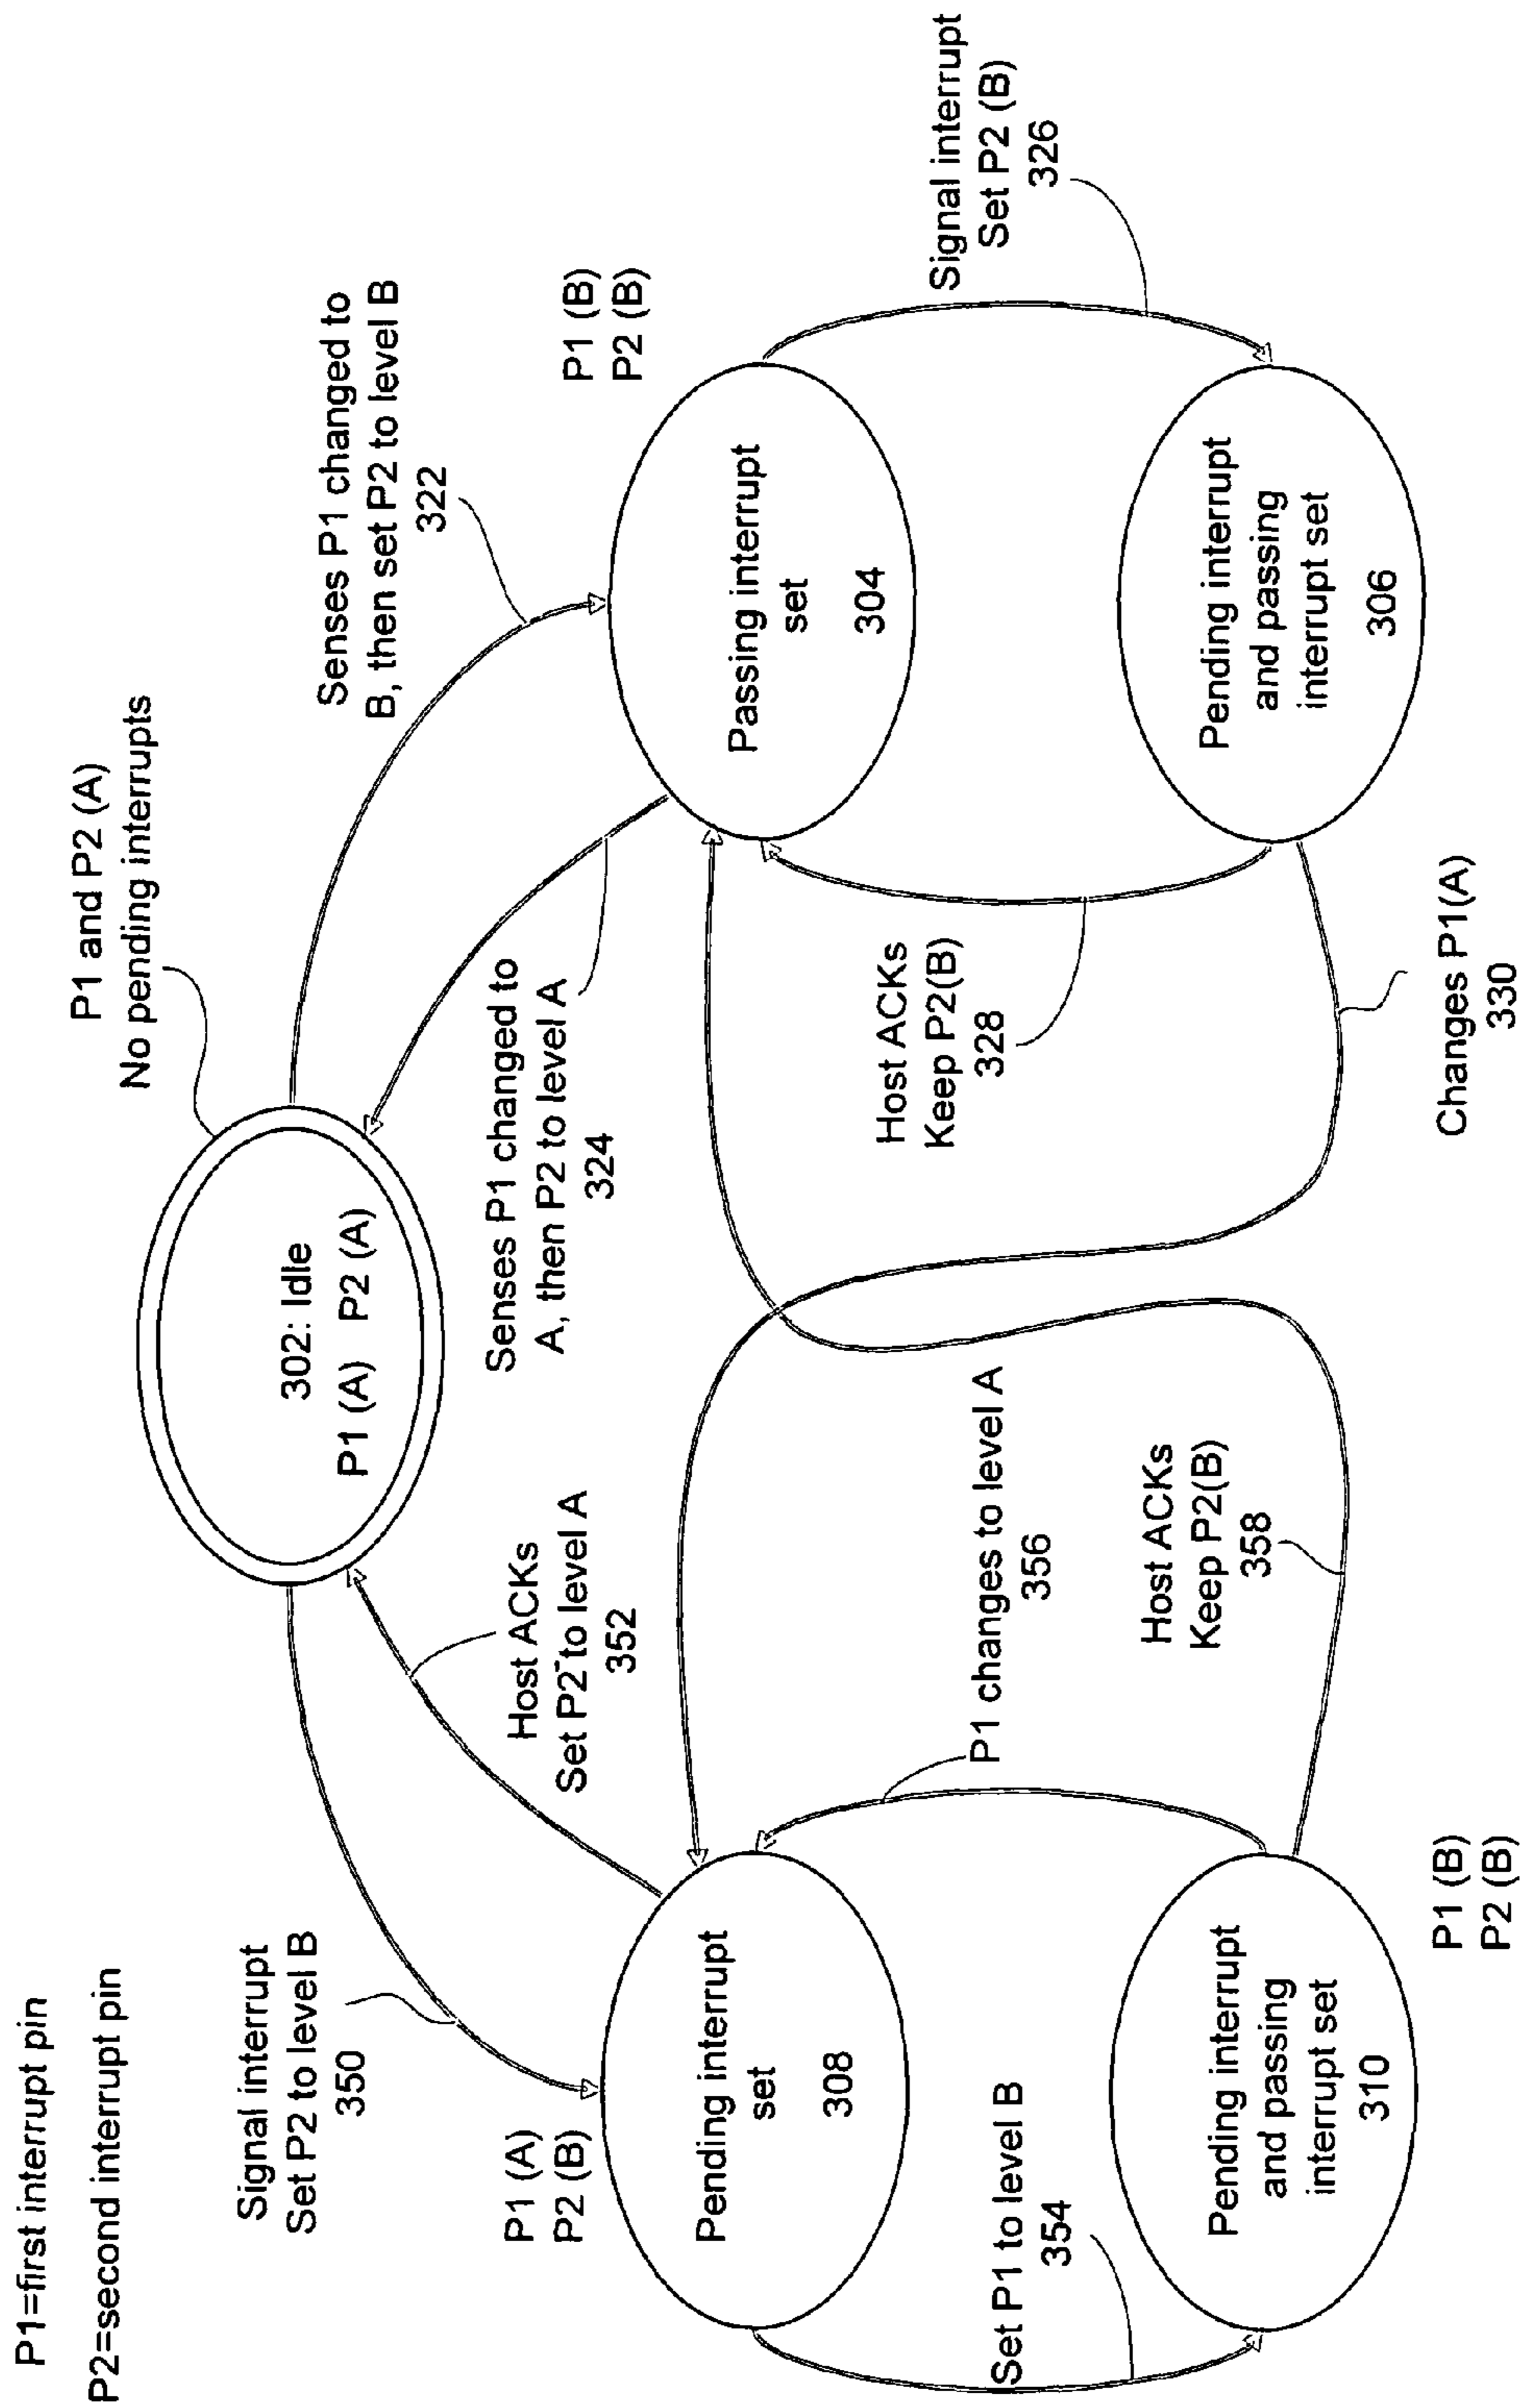 P1=first interrupt pin
P2=second interrupt pin
P1 and P2 (A)
No pending interrupts
302: Idle
P1 (A) P2 (A)
Signal interrupt
Set P2 to level B
350
Host ACKs
Set P2 to level A
352
Senses P1 changed to
A, then P2 to level A
324
Senses P1 changed to
B, then set P2 to level B
322
P1 (A)
P2 (B)
Pending interrupt
set
308
P1 (B)
P2 (B)
Passing interrupt
set
304
Set P1 to level B
354
P1 changes to level A
356
Host ACKs
Keep P2(B)
358
Host ACKs
Keep P2(B)
328
Signal interrupt
Set P2 (B)
326
Pending interrupt
and passing
interrupt set
310
P1 (B)
P2 (B)
Changes P1(A)
330
Pending interrupt
and passing
interrupt set
306